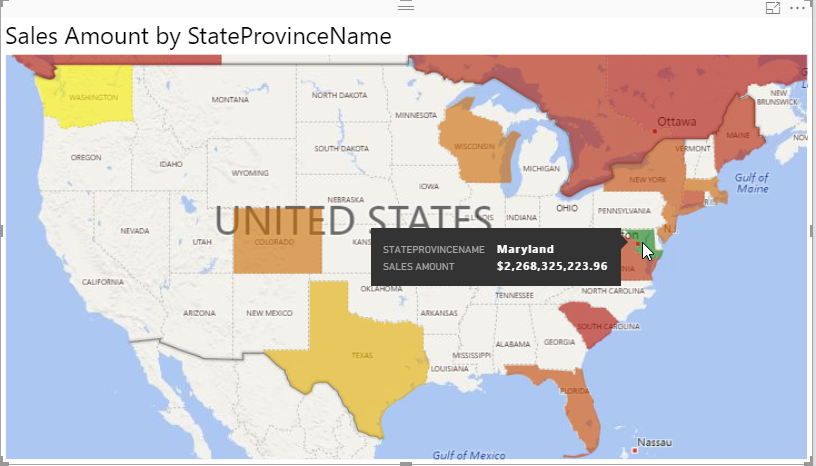 Sales Amount by StateProvinceName
WASHINGTON
MONTANA
NORTH DAKOTA
MINNESOTA
Ottawa
NEW
BRUNSWICK
MAINE
OREGON
IDAHO
SOUTH DAKOTA
WISCONSIN
VERMONT
WYOMING
MICHIGAN
NEW YORK
Gulf of
Maine
IOWA
NEBRASKA
R.I.
UNITED STATES
INDIANA
OHIO
PENNSYLVANIA
N.J.
NEVADA
UTAH
COLORADO
KANS
STATEPROVINCENAME Maryland
SALES AMOUNT $2,268,325,223.96
CALIFORNIA
OKLAHOMA
TENNESSEE
NORTH CAROLINA
ARIZONA
NEW MEXICO
ARKANSAS
SOUTH CAROLINA
ALABAMA
GEORGIA
TEXAS
MISSISSIPPI
LOUISIANA
FLORIDA
Nassau
Gulf of Mexico